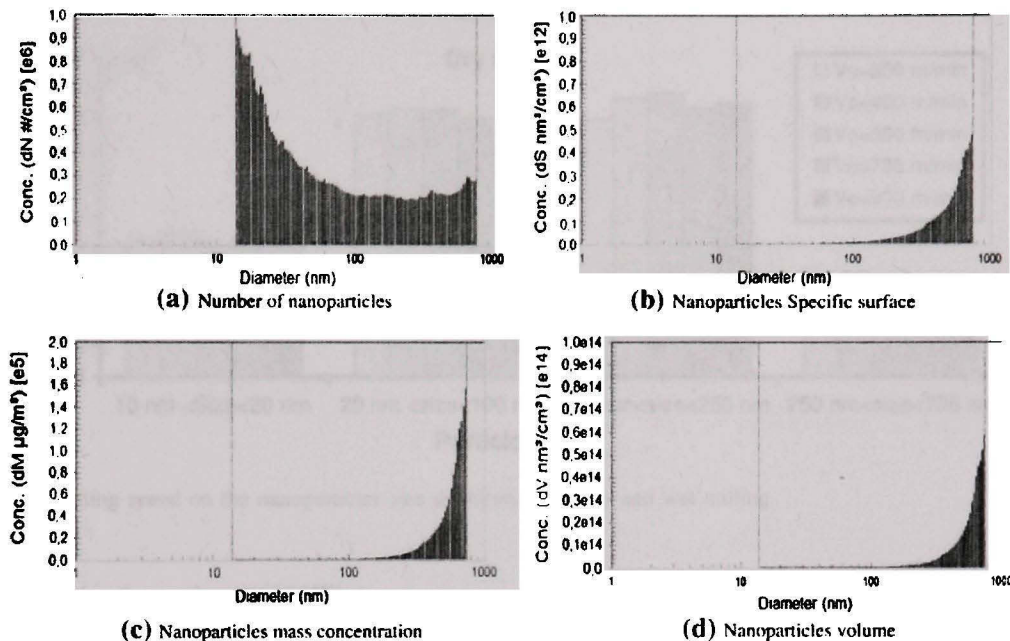 Conc. (dN #/cm³) [e6]
1,0
0,9
0,8
0,7
0,6
0,5
0,4
0,3
0,2
0,1
0,0
1 10 100 1000
Diameter (nm)
(a) Number of nanoparticles
Conc. (dS nm²/cm³) [e12]
1,0
0,9
0,8
0,7
0,6
0,5
0,4
0,3
0,2
0,1
0,0
1 10 100 1000
Diameter (nm)
(b) Nanoparticles Specific surface
Conc. (dM µg/m³) [e5]
2,0
1,8
1,6
1,4
1,2
1,0
0,8
0,6
0,4
0,2
0,0
1 10 100 1000
Diameter (nm)
(c) Nanoparticles mass concentration
Conc. (dV nm³/cm³) [e14]
1,0e14
0,9e14
0,8e14
0,7e14
0,6e14
0,5e14
0,4e14
0,3e14
0,2e14
0,1e14
0,0
1 10 100 1000
Diameter (nm)
(d) Nanoparticles volume